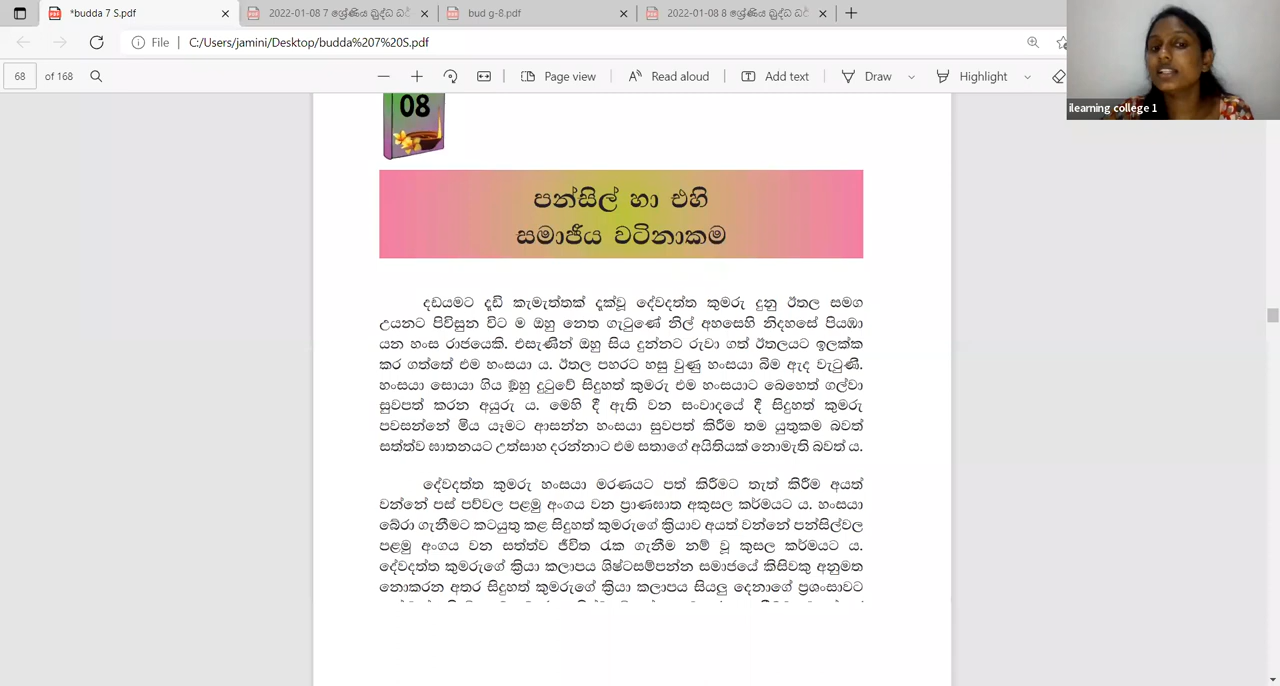 *budda 7 S.pdf
2022-01-08 7 ශ්‍රේණිය බුද්ධ
bud g-8.pdf
2022-01-08 8 ශ්‍රේණිය බුද්ධ
File
C:/Users/jamini/Desktop/budda%207%20S.pdf
68 of 168
Page view
Read aloud
Add text
Draw
Highlight
ilearning college 1
08
පන්සිල් හා එහි
සමාජීය වටිනාකම
දඩයමට දැඩි කැමැත්තක් දැක්වූ දේවදත්ත කුමරු දුනු ඊතල සමග
උයනට පිවිසුන විට ම ඔහු නෙත ගැටුණේ නිල් අහසෙහි නිදහසේ පියඹා
යන හංස රාජයෙකි. එසැණින් ඔහු සිය දුන්නට රුවා ගත් ඊතලයට ඉලක්ක
කර ගත්තේ එම හංසයා ය. ඊතල පහරට හසු වුණු හංසයා බිම ඇද වැටුණි.
හංසයා සොයා ගිය ඔහු දුටුවේ සිදුහත් කුමරු එම හංසයාට බෙහෙත් ගල්වා
සුවපත් කරන අයුරු ය. මෙහි දී ඇති වන සංවාදයේ දී සිදුහත් කුමරු
පවසන්නේ මිය යෑමට ආසන්න හංසයා සුවපත් කිරීම තම යුතුකම බවත්
සත්ත්ව ඝාතනයට උත්සාහ දරන්නාට එම සතාගේ අයිතියක් නොමැති බවත් ය.
දේවදත්ත කුමරු හංසයා මරණයට පත් කිරීමට තැත් කිරීම අයත්
වන්නේ පස් පව්වල පළමු අංගය වන ප්‍රාණඝාත අකුසල කර්මයට ය. හංසයා
බේරා ගැනීමට කටයුතු කළ සිදුහත් කුමරුගේ ක්‍රියාව අයත් වන්නේ පන්සිල්වල
පළමු අංගය වන සත්ත්ව ජීවිත රැක ගැනීම නම් වූ කුසල කර්මයට ය.
දේවදත්ත කුමරුගේ ක්‍රියා කලාපය ශිෂ්ටසම්පන්න සමාජයේ කිසිවකු අනුමත
නොකරන අතර සිදුහත් කුමරුගේ ක්‍රියා කලාපය සියලු දෙනාගේ ප්‍රශංසාවට